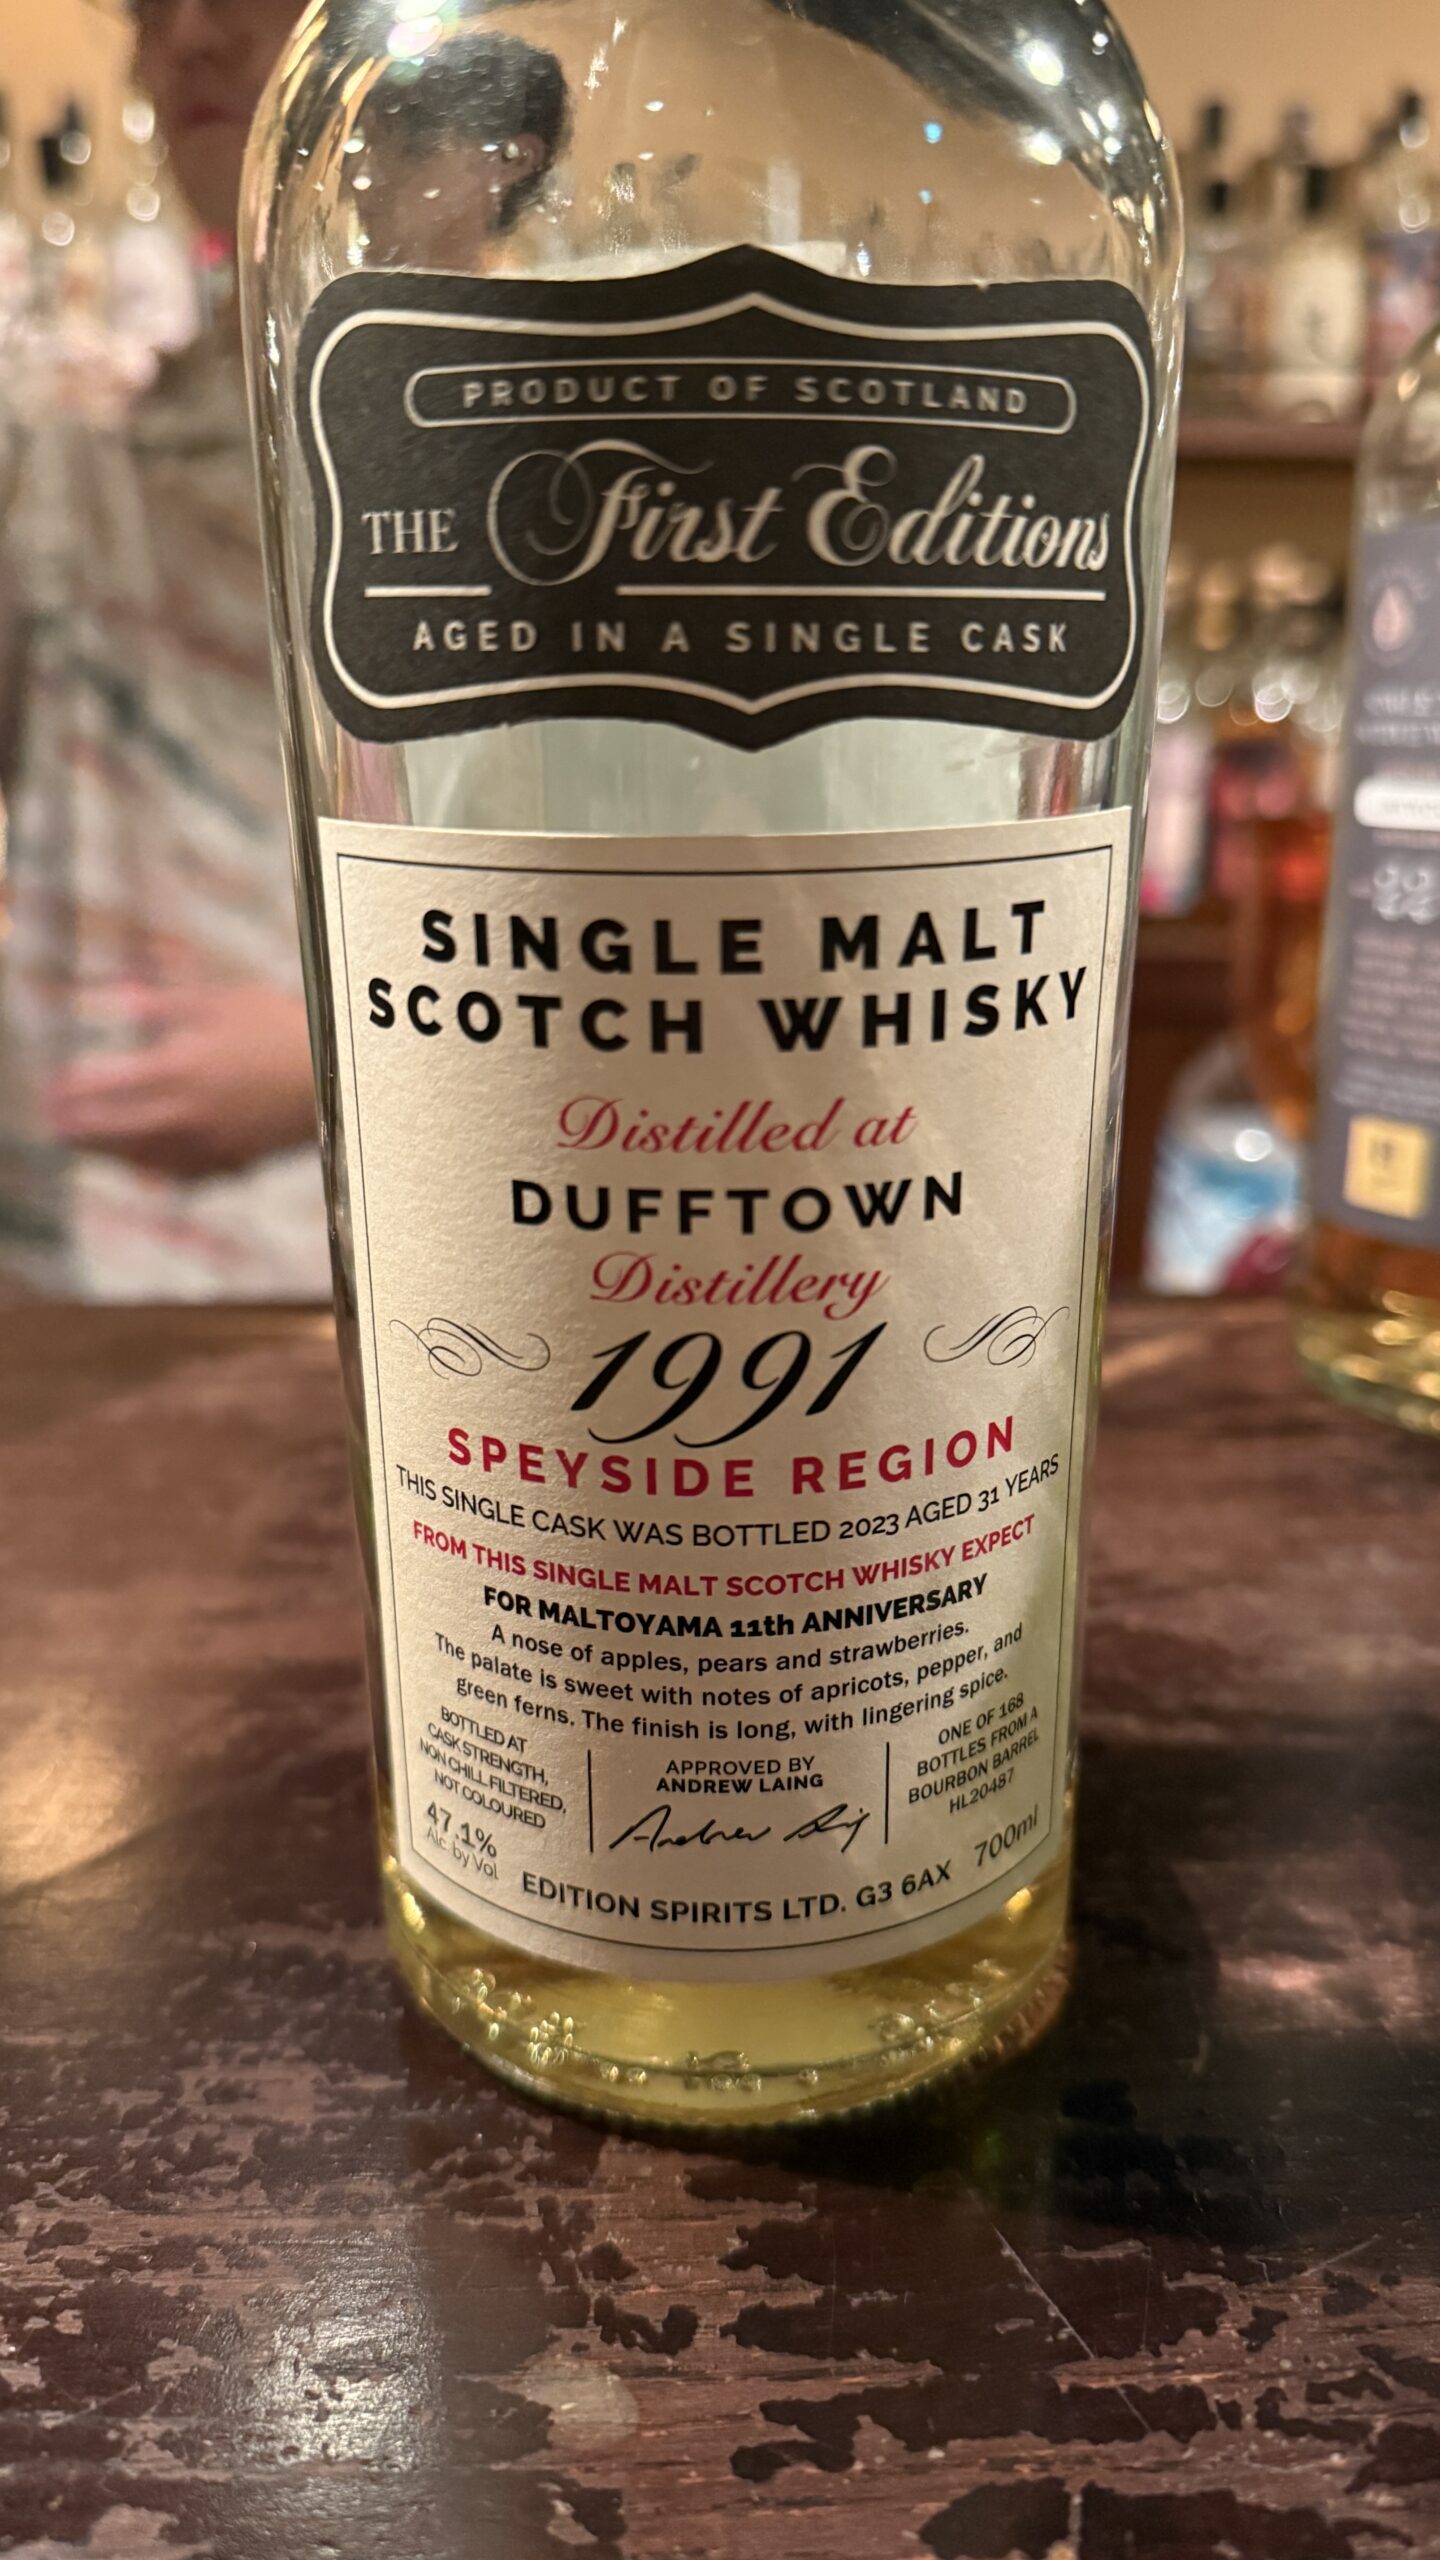 PRODUCT OF SCOTLAND
THE First Editions
AGED IN A SINGLE CASK
SINGLE MALT
SCOTCH WHISKY
Distilled at
DUFFTOWN
Distillery
1991
SPEYSIDE REGION
THIS SINGLE CASK WAS BOTTLED 2023 AGED 31 YEARS
FROM THIS SINGLE MALT SCOTCH WHISKY EXPECT
FOR MALTOYAMA 11th ANNIVERSARY
A nose of apples, pears and strawberries.
The palate is sweet with notes of apricots, pepper, and
green ferns. The finish is long, with lingering spice.
BOTTLED AT
CASK STRENGTH,
NON CHILL FILTERED,
NOT COLOURED
47.1%
Alc by Vol
APPROVED BY
ANDREW LAING
ONE OF 168
BOTTLES FROM A
BOURBON BARREL
HL20487
700ml
EDITION SPIRITS LTD. G3 6AX